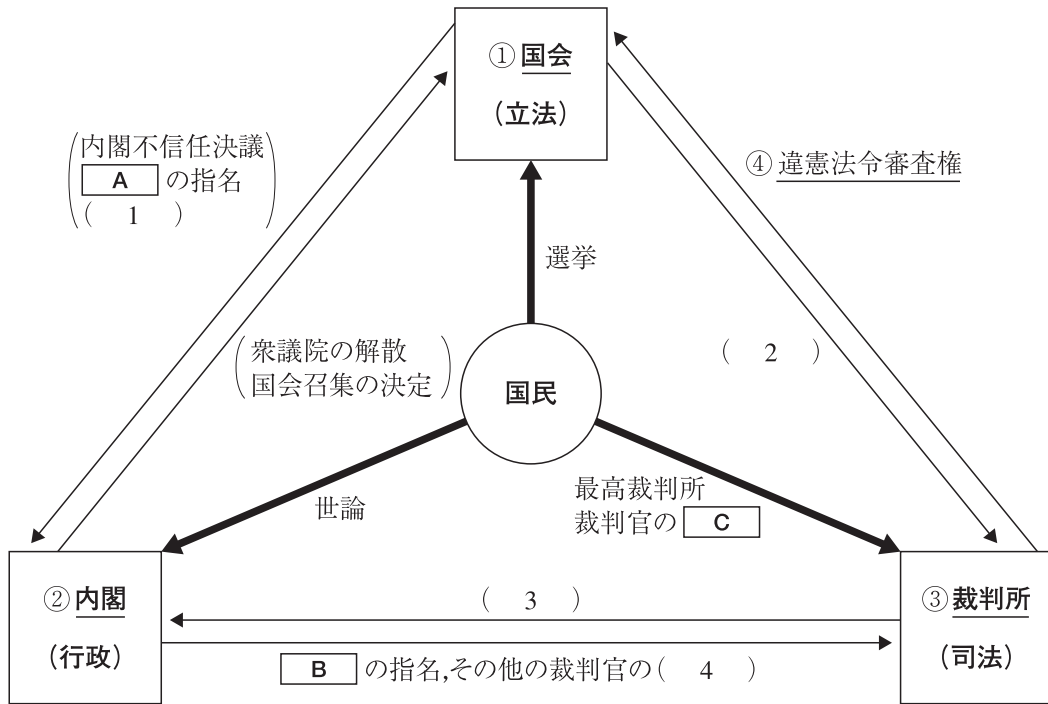 ① 国会
(立法)
内閣不信任決議
A の指名
( 1 )
④ 違憲法令審査権
選挙
衆議院の解散
国会召集の決定
( 2 )
国民
世論
最高裁判所
裁判官の C
② 内閣
(行政)
( 3 )
③ 裁判所
(司法)
B の指名,その他の裁判官の( 4 )